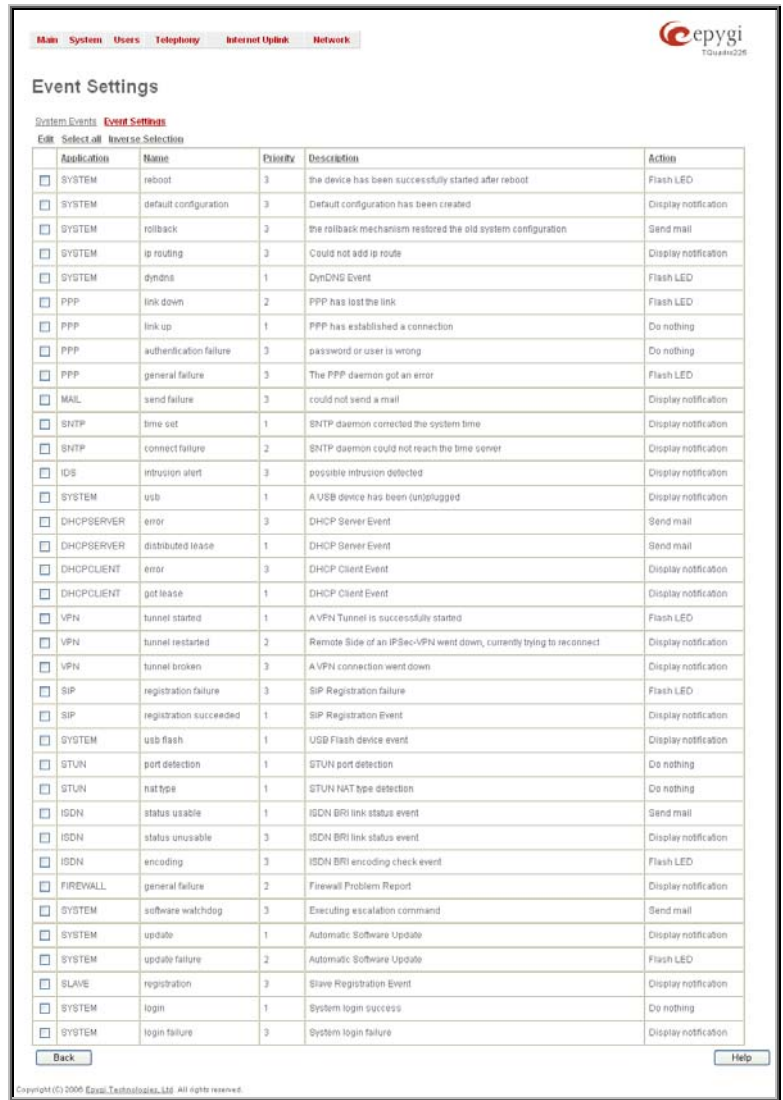 Main System Users Telephony Internet Uplink Network
epygi
TQuadro226
Event Settings
System Events Event Settings
Edit Select all Inverse Selection
Application Name Priority Description Action
SYSTEM reboot 3 the device has been successfully started after reboot Flash LED
SYSTEM default configuration 3 Default configuration has been created Display notification
SYSTEM rollback 3 the rollback mechanism restored the old system configuration Send mail
SYSTEM ip routing 3 Could not add ip route Display notification
SYSTEM dyndns 1 DynDNS Event Flash LED
PPP link down 2 PPP has lost the link Flash LED
PPP link up 1 PPP has established a connection Do nothing
PPP authentication failure 3 password or user is wrong Do nothing
PPP general failure 3 The PPP daemon got an error Flash LED
MAIL send failure 3 could not send a mail Display notification
SNTP time set 1 SNTP daemon corrected the system time Display notification
SNTP connect failure 2 SNTP daemon could not reach the time server Display notification
IDS intrusion alert 3 possible intrusion detected Display notification
SYSTEM usb 1 A USB device has been (un)plugged Display notification
DHCPSERVER error 3 DHCP Server Event Send mail
DHCPSERVER distributed lease 1 DHCP Server Event Send mail
DHCPCLIENT error 3 DHCP Client Event Display notification
DHCPCLIENT got lease 1 DHCP Client Event Display notification
VPN tunnel started 1 A VPN Tunnel is successfully started Flash LED
VPN tunnel restarted 2 Remote Side of an IPSec-VPN went down, currently trying to reconnect Display notification
VPN tunnel broken 3 A VPN connection went down Display notification
SIP registration failure 3 SIP Registration failure Flash LED
SIP registration succeeded 1 SIP Registration Event Display notification
SYSTEM usb flash 1 USB Flash device event Display notification
STUN port detection 1 STUN port detection Do nothing
STUN nat type 1 STUN NAT type detection Do nothing
ISDN status usable 1 ISDN BRI link status event Send mail
ISDN status unusable 3 ISDN BRI link status event Display notification
ISDN encoding 3 ISDN BRI encoding check event Flash LED
FIREWALL general failure 2 Firewall Problem Report Display notification
SYSTEM software watchdog 3 Executing escalation command Send mail
SYSTEM update 1 Automatic Software Update Display notification
SYSTEM update failure 2 Automatic Software Update Flash LED
SLAVE registration 3 Slave Registration Event Display notification
SYSTEM login 1 System login success Do nothing
SYSTEM login failure 3 System login failure Display notification
Back Help
Copyright (C) 2006 Epygi Technologies, Ltd. All rights reserved.